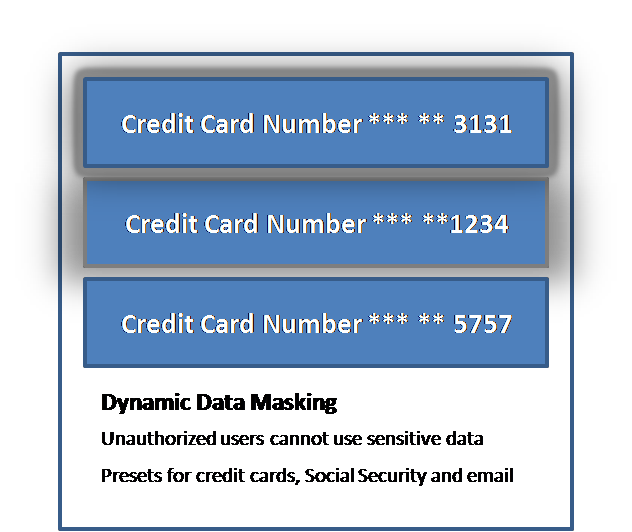 Credit Card Number *** ** 3131
Credit Card Number *** **1234
Credit Card Number *** ** 5757
Dynamic Data Masking
Unauthorized users cannot use sensitive data
Presets for credit cards, Social Security and email